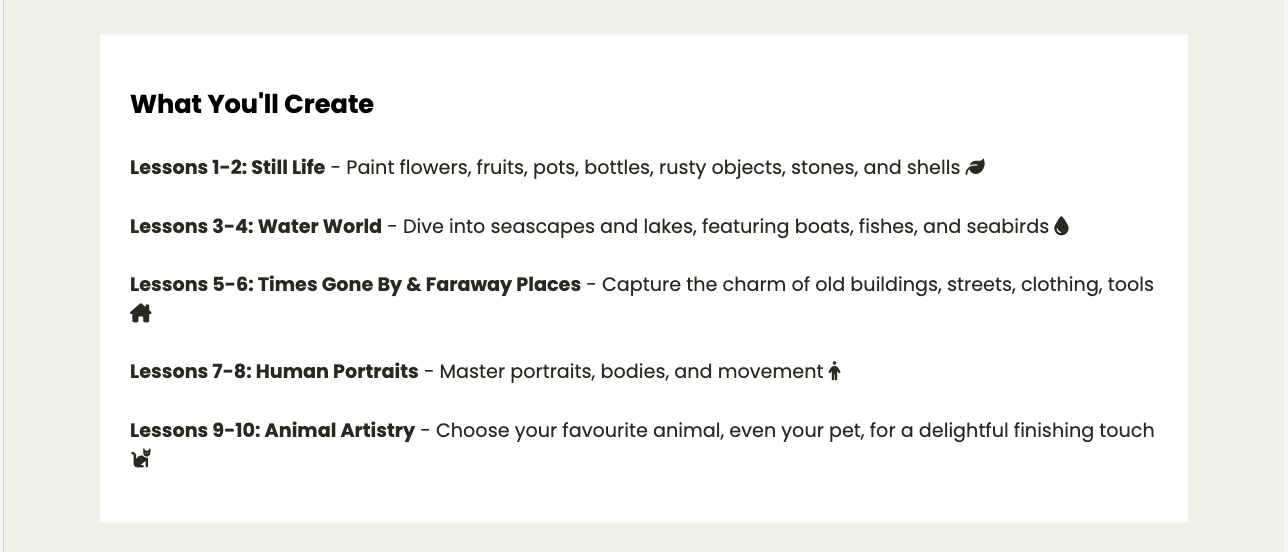 What You'll Create
Lessons 1-2: Still Life - Paint flowers, fruits, pots, bottles, rusty objects, stones, and shells
Lessons 3-4: Water World - Dive into seascapes and lakes, featuring boats, fishes, and seabirds
Lessons 5-6: Times Gone By & Faraway Places - Capture the charm of old buildings, streets, clothing, tools
Lessons 7-8: Human Portraits - Master portraits, bodies, and movement
Lessons 9-10: Animal Artistry - Choose your favourite animal, even your pet, for a delightful finishing touch